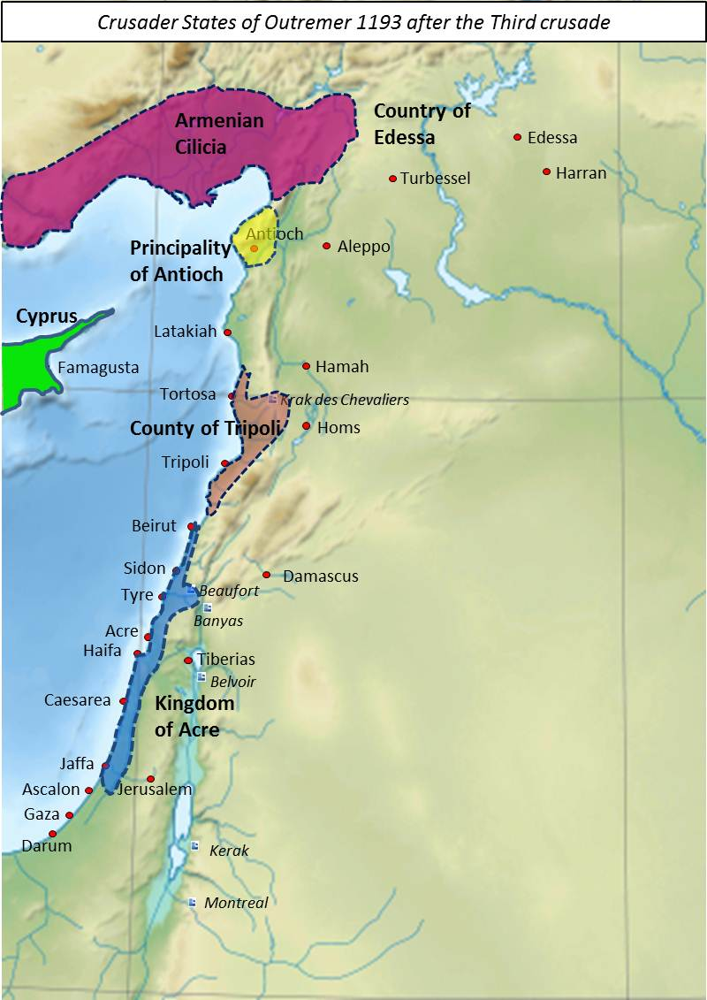 Crusader States of Outremer 1193 after the Third crusade
Armenian
Cilicia
Country of
Edessa
Edessa
Harran
Turbessel
Antioch
Aleppo
Principality
of Antioch
Cyprus
Latakiah
Famagusta
Hamah
Tortosa
Krak des Chevaliers
County of Tripoli
Homs
Tripoli
Beirut
Sidon
Damascus
Beaufort
Tyre
Banyas
Acre
Haifa
Tiberias
Belvoir
Caesarea
Kingdom
of Acre
Jaffa
Ascalon
Jerusalem
Gaza
Darum
Kerak
Montreal